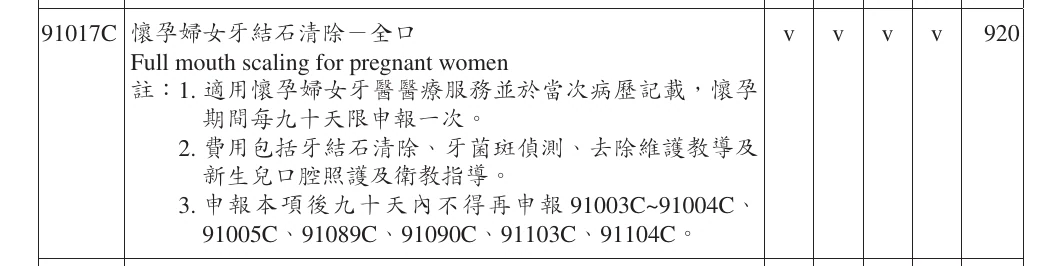 91017C 懷孕婦女牙結石清除－全口 v v v v 920
Full mouth scaling for pregnant women
註：1. 適用懷孕婦女牙醫醫療服務並於當次病歷記載，懷孕
期間每九十天限申報一次。
2. 費用包括牙結石清除、牙菌斑偵測、去除維護教導及
新生兒口腔照護及衛教指導。
3. 申報本項後九十天內不得再申報 91003C~91004C、
91005C、91089C、91090C、91103C、91104C。